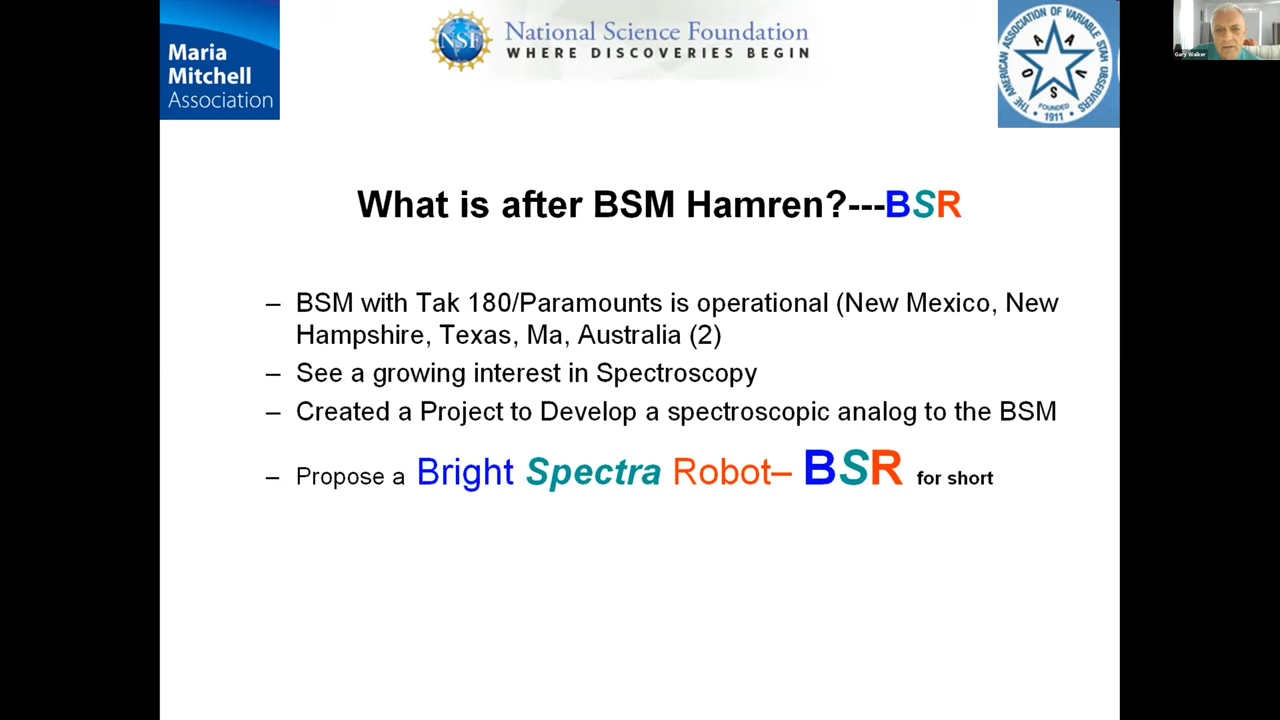 Maria
Mitchell
Association
NSF
National Science Foundation
WHERE DISCOVERIES BEGIN
THE AMERICAN ASSOCIATION OF VARIABLE STAR OBSERVERS
A A V S O
FOUNDED
1911
Gary Walker
What is after BSM Hamren?---BSR
– BSM with Tak 180/Paramounts is operational (New Mexico, New
Hampshire, Texas, Ma, Australia (2)
– See a growing interest in Spectroscopy
– Created a Project to Develop a spectroscopic analog to the BSM
– Propose a Bright Spectra Robot– BSR for short